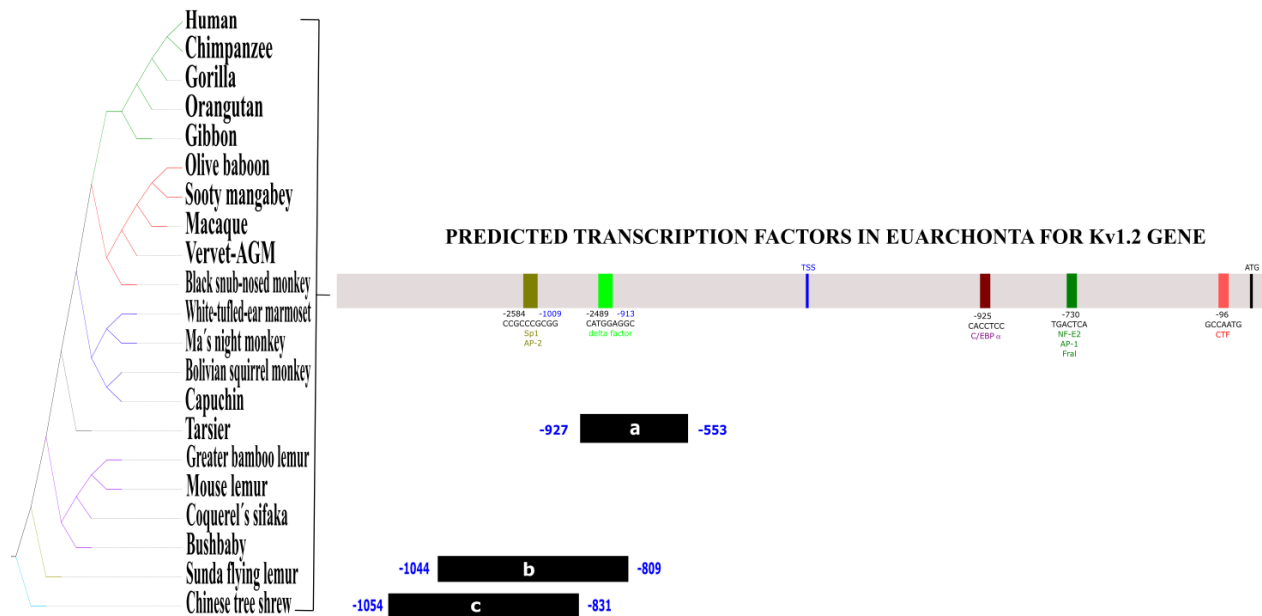 Human
Chimpanzee
Gorilla
Orangutan
Gibbon
Olive baboon
Sooty mangabey
Macaque
Vervet-AGM
Black snub-nosed monkey
White-tufled-ear marmoset
Ma´s night monkey
Bolivian squirrel monkey
Capuchin
Tarsier
Greater bamboo lemur
Mouse lemur
Coquerel´s sifaka
Bushbaby
Sunda flying lemur
Chinese tree shrew
PREDICTED TRANSCRIPTION FACTORS IN EUARCHONTA FOR Kv1.2 GENE
TSS
ATG
-2584 -1009
CCGCCCGCGG
Sp1
AP-2
-2489 -913
CATGGAGGC
delta factor
-925
CACCTCC
C/EBP α
-730
TGACTCA
NF-E2
AP-1
FraI
-96
GCCAATG
CTF
-927 a -553
-1044 b -809
-1054 c -831